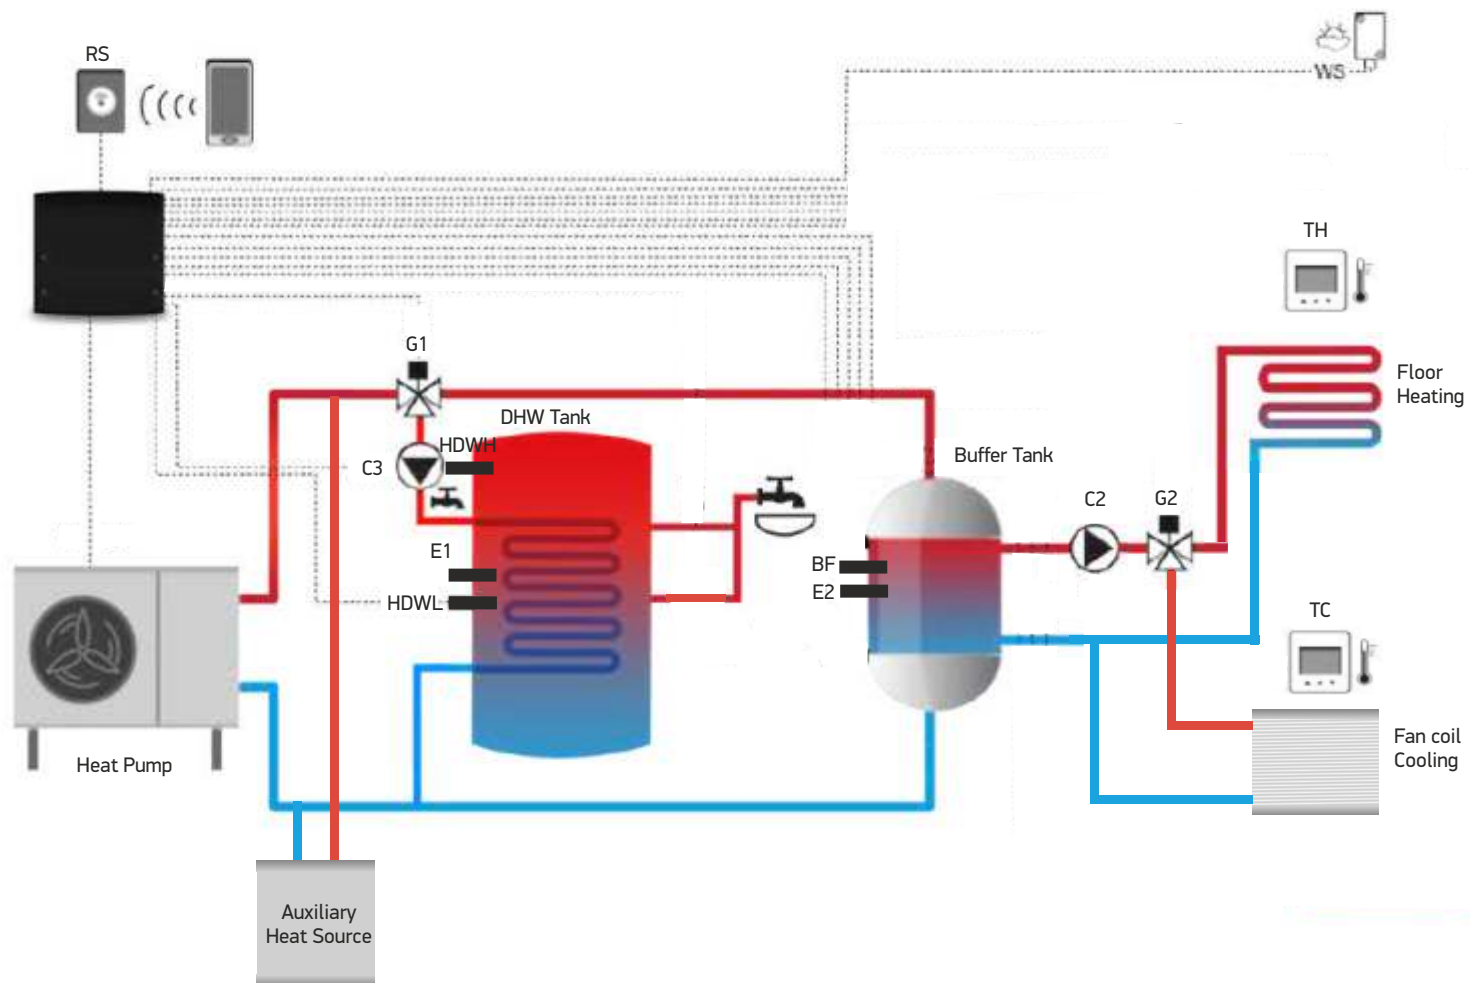 RS
WS
TH
G1
Floor
Heating
DHW Tank
HDWH
Buffer Tank
C3
C2
G2
E1
BF
E2
HDWL
TC
Heat Pump
Fan coil
Cooling
Auxiliary
Heat Source